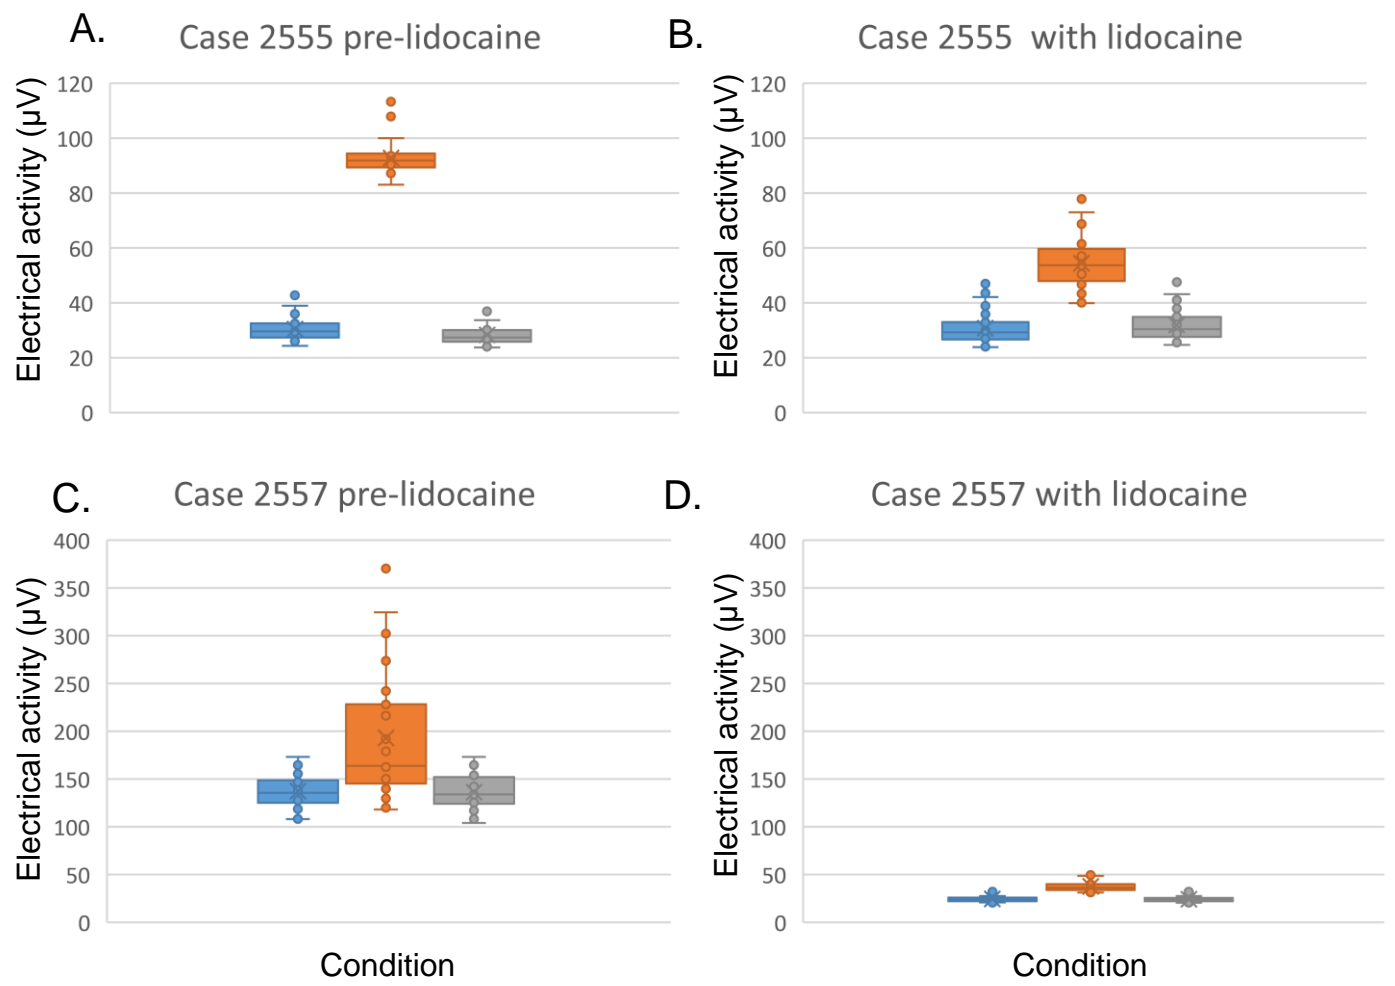 A.
Case 2555 pre-lidocaine
Electrical activity (µV)
120
100
80
60
40
20
0
B.
Case 2555  with lidocaine
Electrical activity (µV)
120
100
80
60
40
20
0
C.
Case 2557 pre-lidocaine
Electrical activity (µV)
400
350
300
250
200
150
100
50
0
Condition
D.
Case 2557 with lidocaine
Electrical activity (µV)
400
350
300
250
200
150
100
50
0
Condition